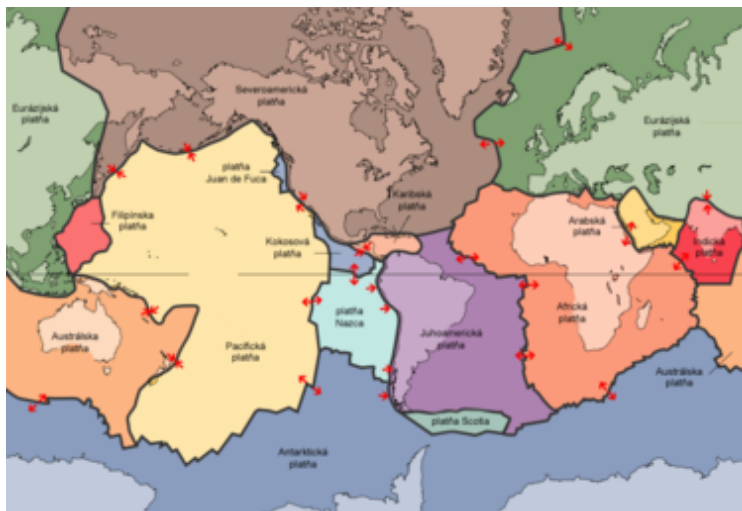 Severoamerická
platňa
Eurázijská
platňa
Eurázijská
platňa
platňa
Juan de Fuca
Karibská
platňa
Filipínska
platňa
Arabská
platňa
Kokosová
platňa
Indická
platňa
platňa
Nazca
Africká
platňa
Austrálska
platňa
Pacifická
platňa
Juhoamerická
platňa
Austrálska
platňa
platňa Scotia
Antarktická
platňa